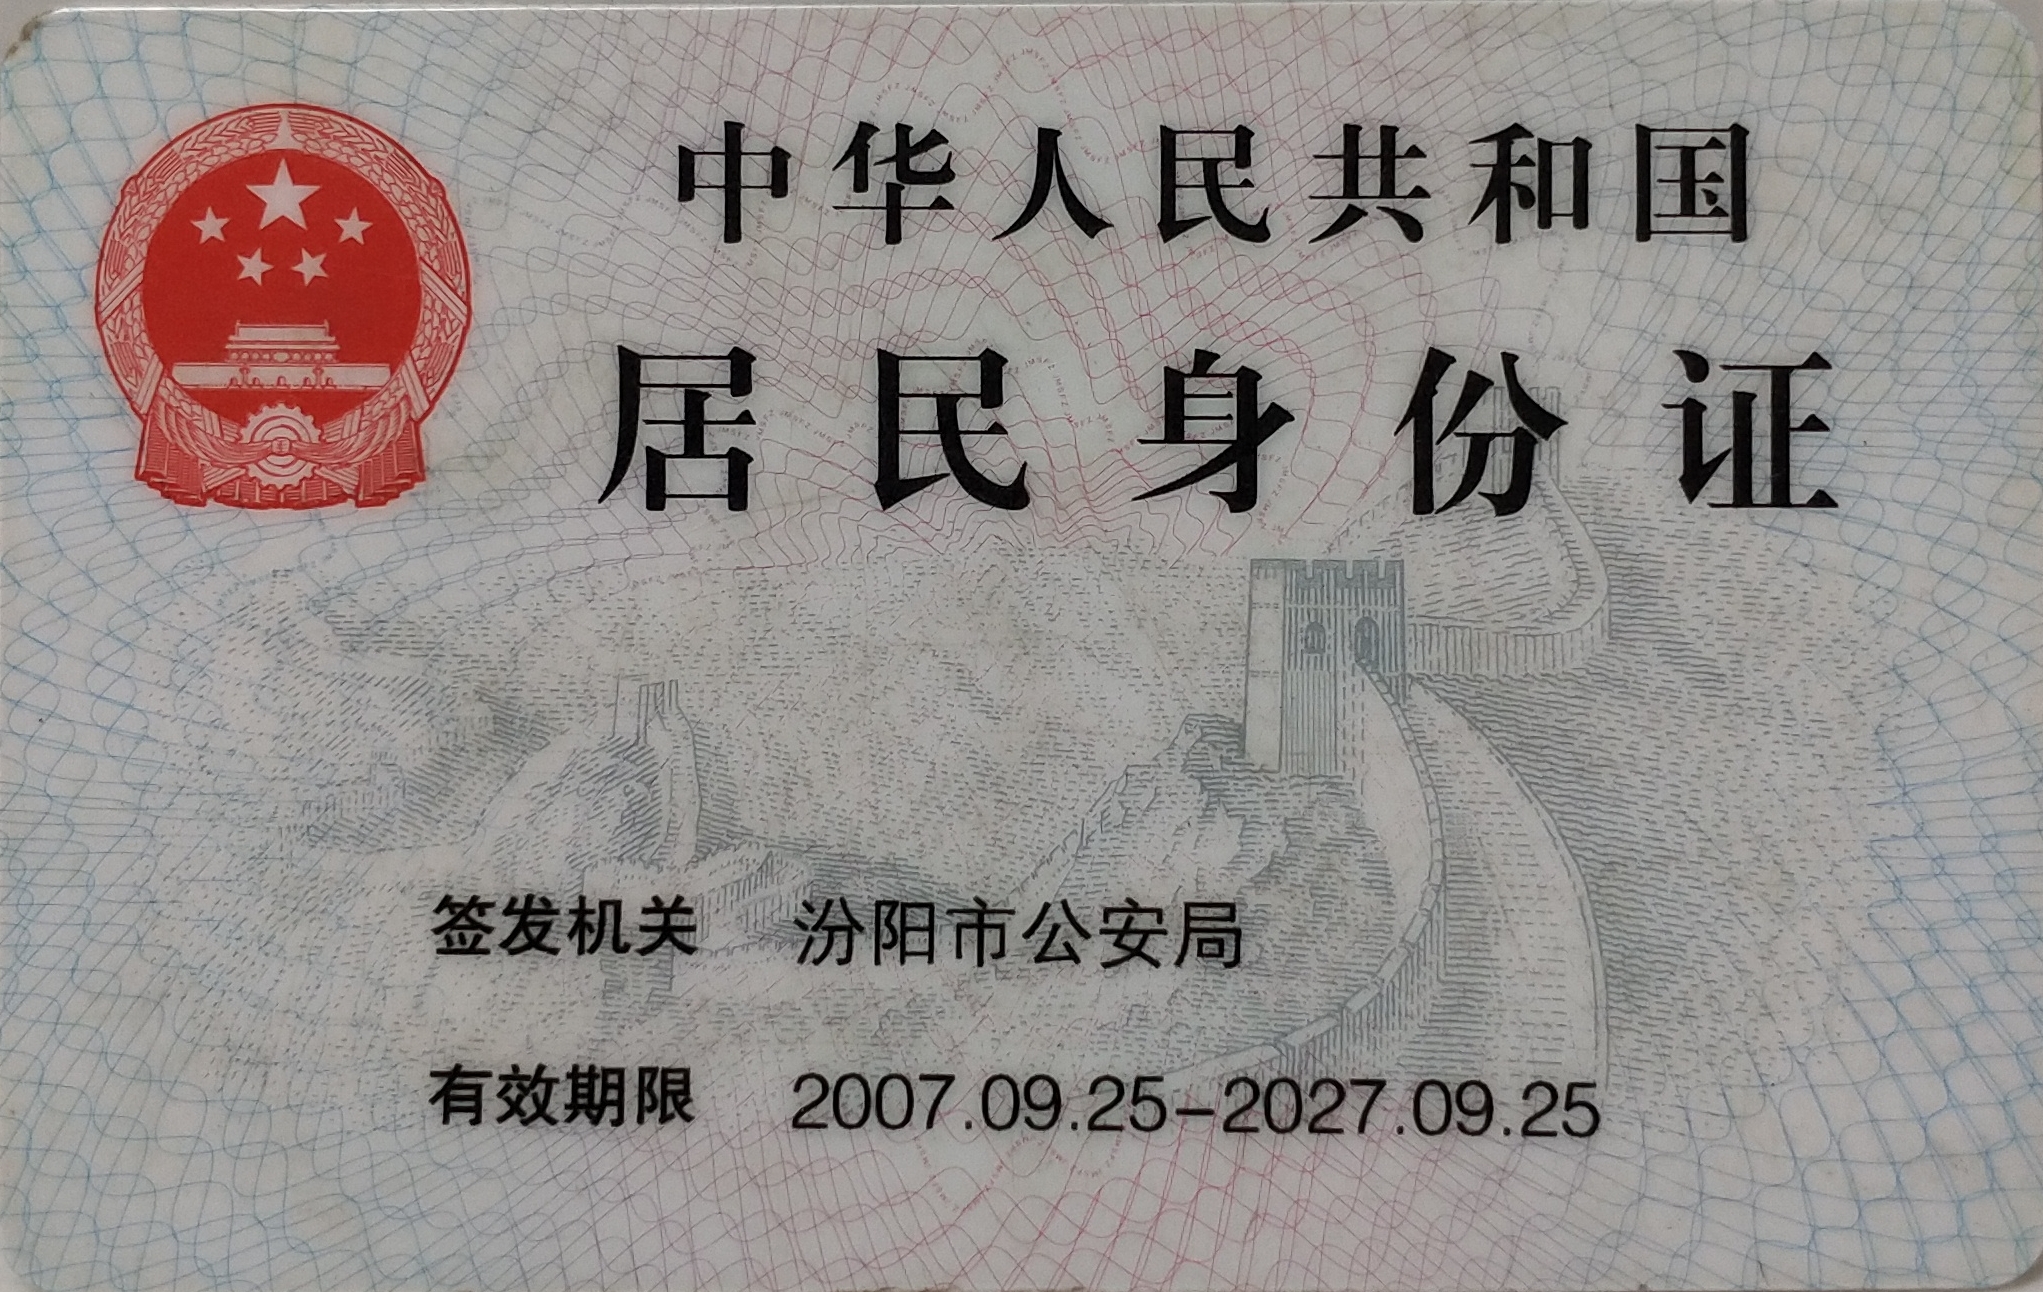 中华人民共和国
居民身份证
签发机关 汾阳市公安局
有效期限 2007.09.25-2027.09.25